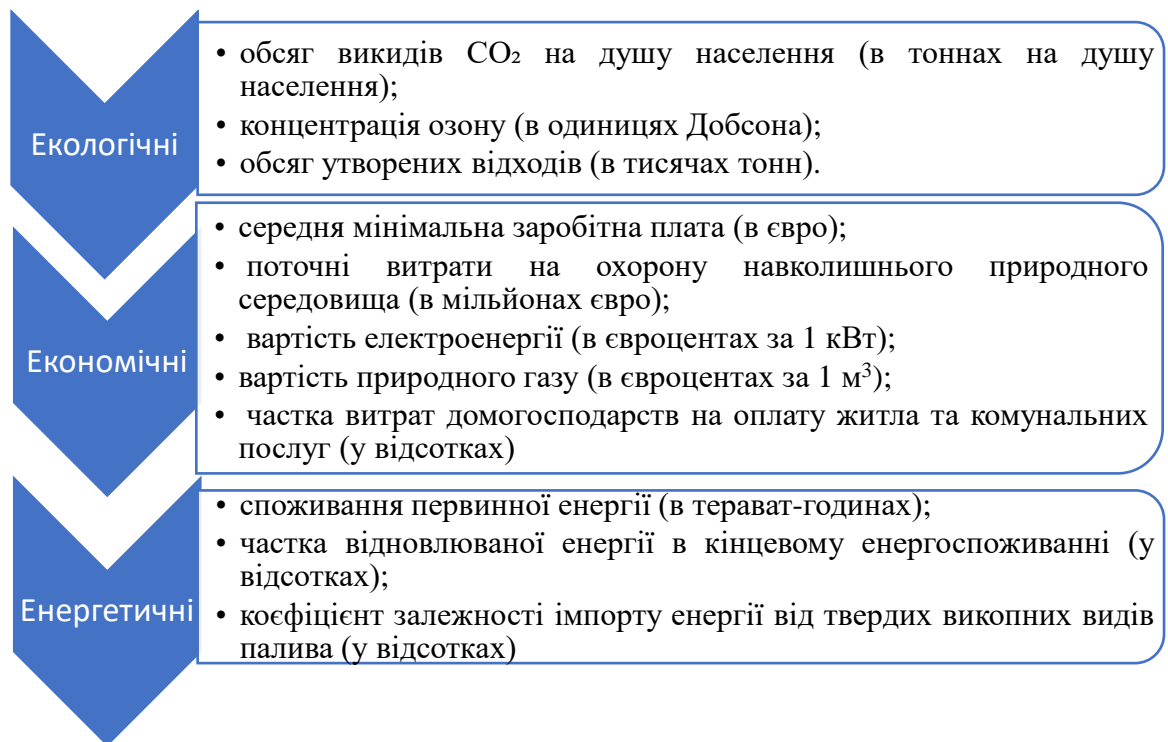 Екологічні
• обсяг викидів CO₂ на душу населення (в тоннах на душу
населення);
• концентрація озону (в одиницях Добсона);
• обсяг утворених відходів (в тисячах тонн).
Економічні
• середня мінімальна заробітна плата (в євро);
• поточні витрати на охорону навколишнього природного
середовища (в мільйонах євро);
• вартість електроенергії (в євроцентах за 1 кВт);
• вартість природного газу (в євроцентах за 1 м³);
• частка витрат домогосподарств на оплату житла та комунальних
послуг (у відсотках)
Енергетичні
• споживання первинної енергії (в терават-годинах);
• частка відновлюваної енергії в кінцевому енергоспоживанні (у
відсотках);
• коефіцієнт залежності імпорту енергії від твердих викопних видів
палива (у відсотках)